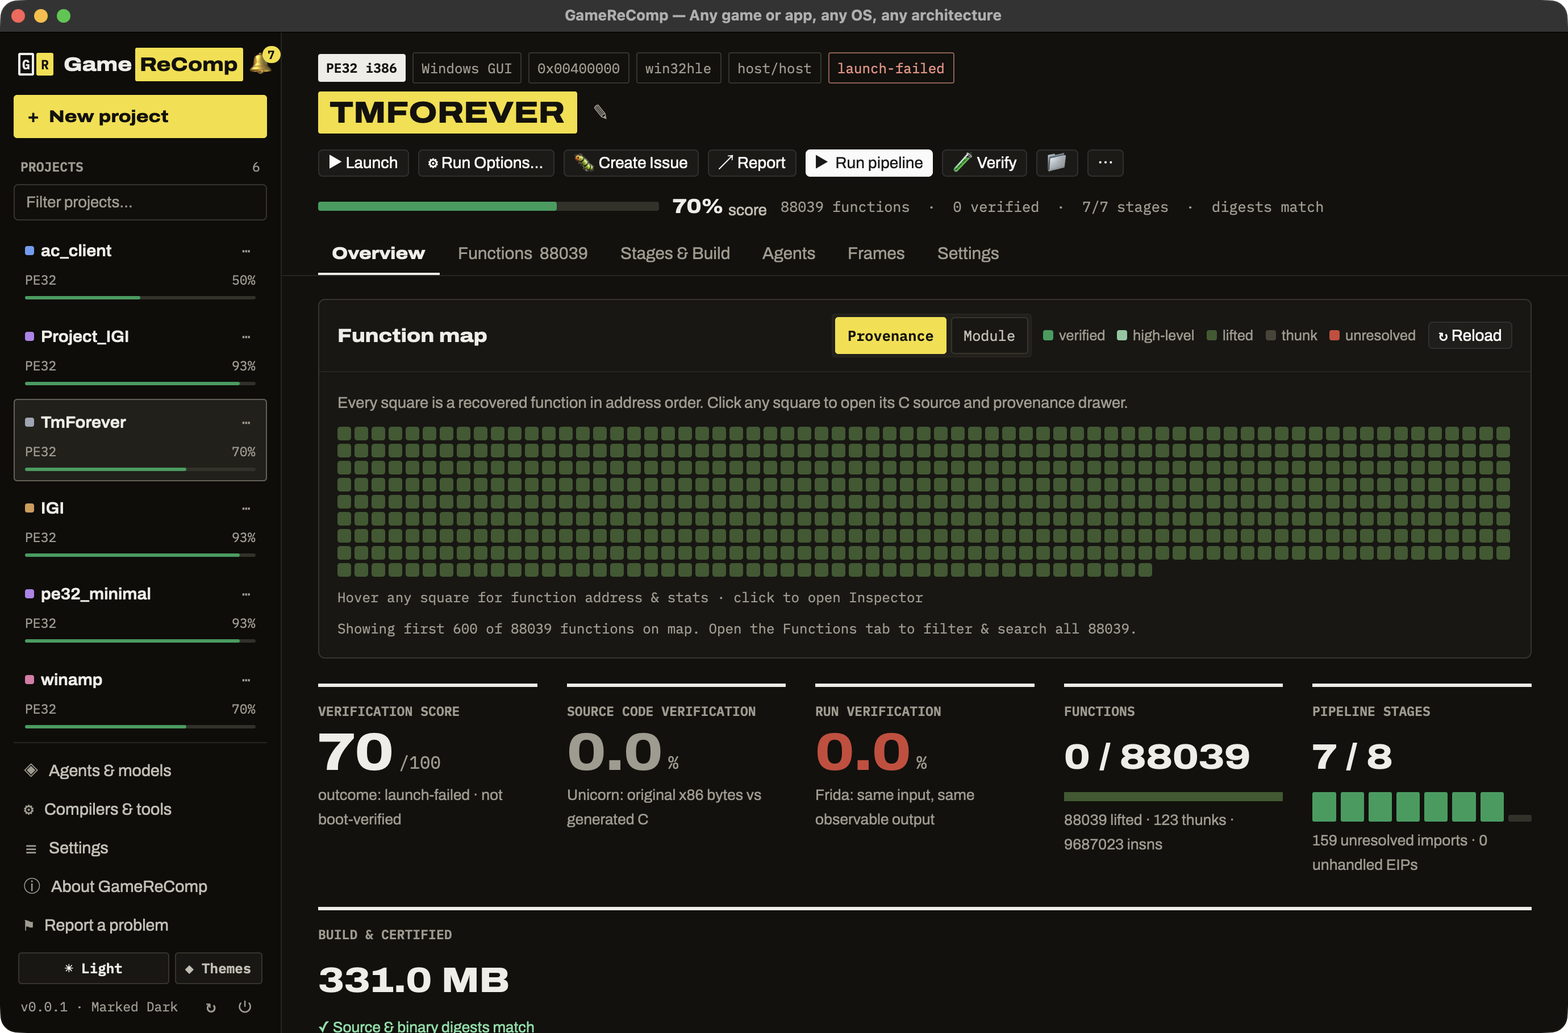 GameReComp — Any game or app, any OS, any architecture
GR Game ReComp 7
+ New project
PROJECTS 6
Filter projects...
ac_client ...
PE32 50%
Project_IGI ...
PE32 93%
TmForever ...
PE32 70%
IGI ...
PE32 93%
pe32_minimal ...
PE32 93%
winamp ...
PE32 70%
Agents & models
Compilers & tools
Settings
About GameReComp
Report a problem
Light Themes
v0.0.1 · Marked Dark
PE32 i386 Windows GUI 0x00400000 win32hle host/host launch-failed
TMFOREVER
Launch Run Options... Create Issue Report Run pipeline Verify ...
70% score 88039 functions · 0 verified · 7/7 stages · digests match
Overview Functions 88039 Stages & Build Agents Frames Settings
Function map Provenance Module verified high-level lifted thunk unresolved Reload
Every square is a recovered function in address order. Click any square to open its C source and provenance drawer.
Hover any square for function address & stats · click to open Inspector
Showing first 600 of 88039 functions on map. Open the Functions tab to filter & search all 88039.
VERIFICATION SCORE
70 /100
outcome: launch-failed · not
boot-verified
SOURCE CODE VERIFICATION
0.0 %
Unicorn: original x86 bytes vs
generated C
RUN VERIFICATION
0.0 %
Frida: same input, same
observable output
FUNCTIONS
0 / 88039
88039 lifted · 123 thunks ·
9687023 insns
PIPELINE STAGES
7 / 8
159 unresolved imports · 0
unhandled EIPs
BUILD & CERTIFIED
331.0 MB
✓ Source & binary digests match